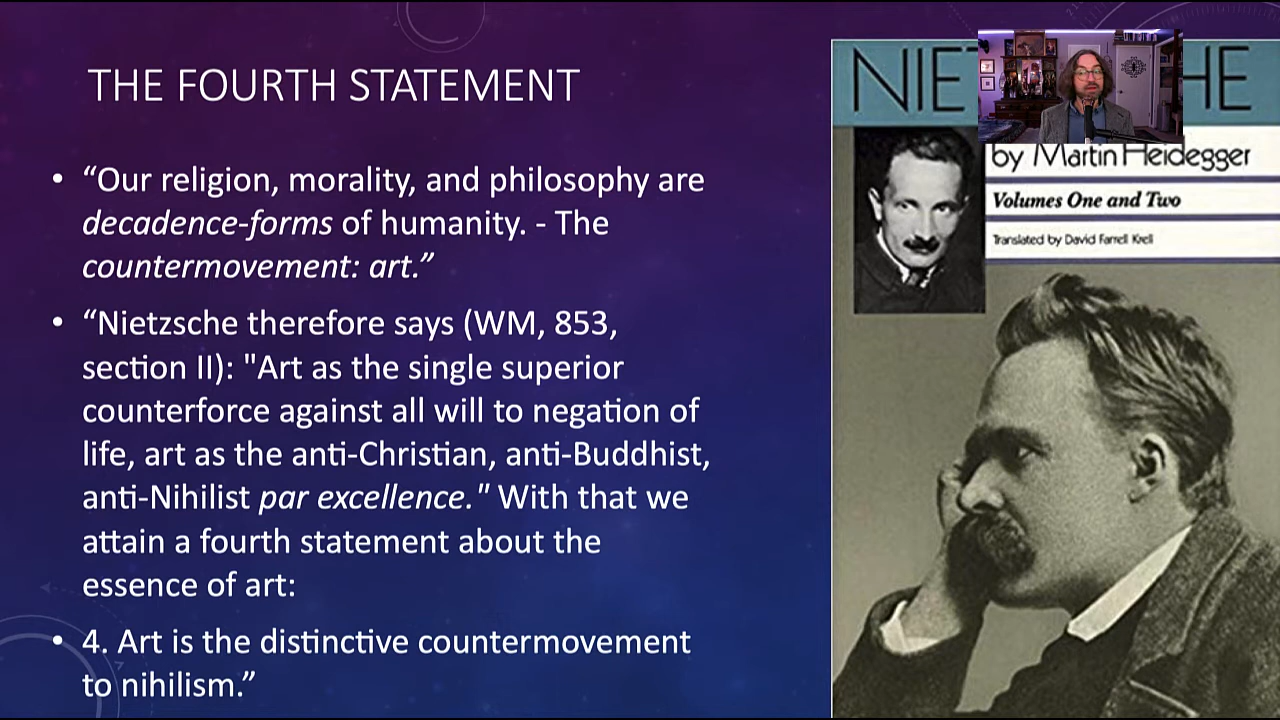 THE FOURTH STATEMENT
• “Our religion, morality, and philosophy are
decadence-forms of humanity. - The
countermovement: art.”
• “Nietzsche therefore says (WM, 853,
section II): "Art as the single superior
counterforce against all will to negation of
life, art as the anti-Christian, anti-Buddhist,
anti-Nihilist par excellence." With that we
attain a fourth statement about the
essence of art:
• 4. Art is the distinctive countermovement
to nihilism.”
NIE HE
by Martin Heidegger
Volumes One and Two
Translated by David Farrell Krell